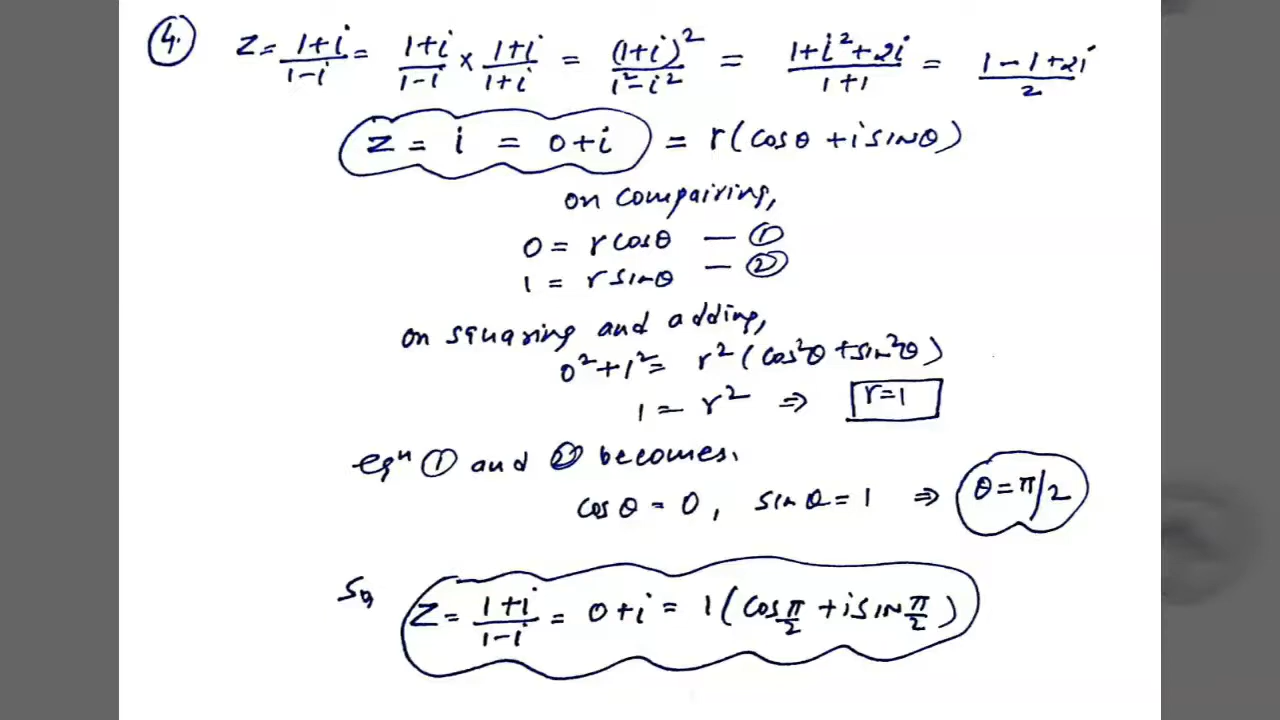 4. z = (1+i)/(1-i) = (1+i)/(1-i) × (1+i)/(1+i) = (1+i)²/(1²-i²) = (1+i²+2i)/(1+1) = (1-1+2i)/2
z = i = 0+i = r(cosθ + i sinθ)
on compairing,
0 = r cosθ — ①
1 = r sinθ — ②
on squaring and adding,
0²+1² = r²(cos²θ + sin²θ)
1 = r² ⇒ r=1
eqⁿ ① and ② becomes.
cosθ = 0, sinθ = 1 ⇒ θ = π/2
So, z = (1+i)/(1-i) = 0+i = 1(cos π/2 + i sin π/2)